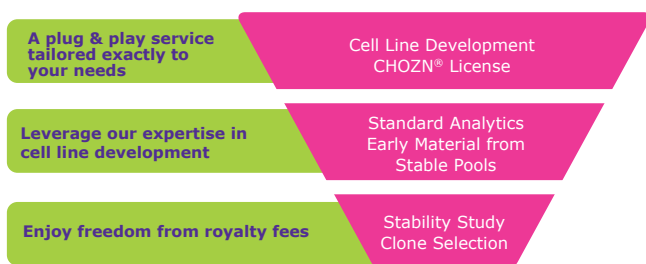 A plug & play service
tailored exactly to
your needs
Cell Line Development
CHOZN® License
Leverage our expertise in
cell line development
Standard Analytics
Early Material from
Stable Pools
Enjoy freedom from royalty fees
Stability Study
Clone Selection